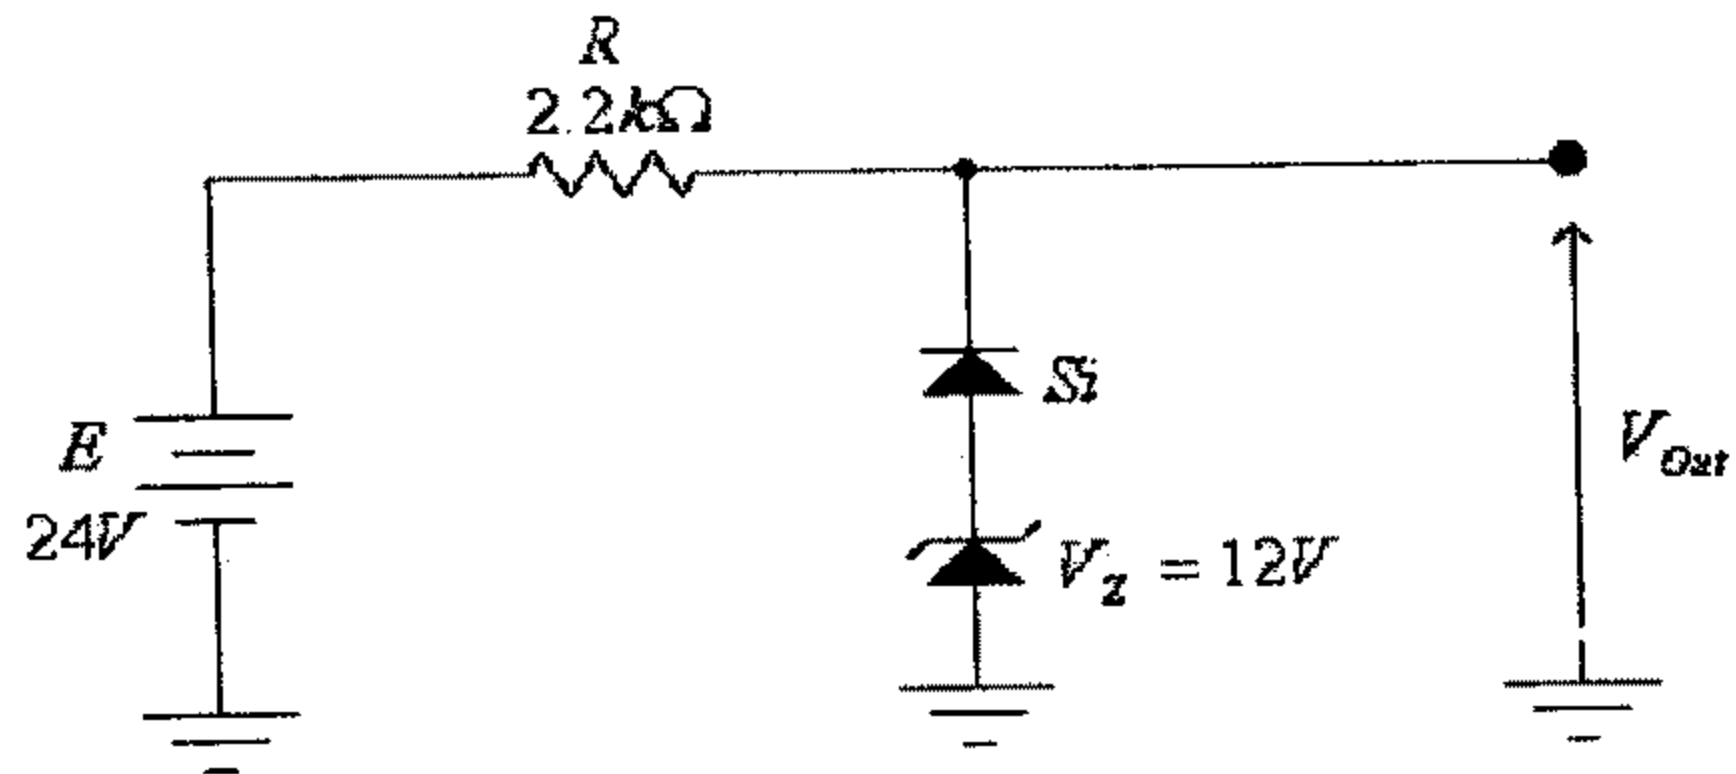 R
2.2kΩ
E
24V
Si
V_Z = 12V
V_Out